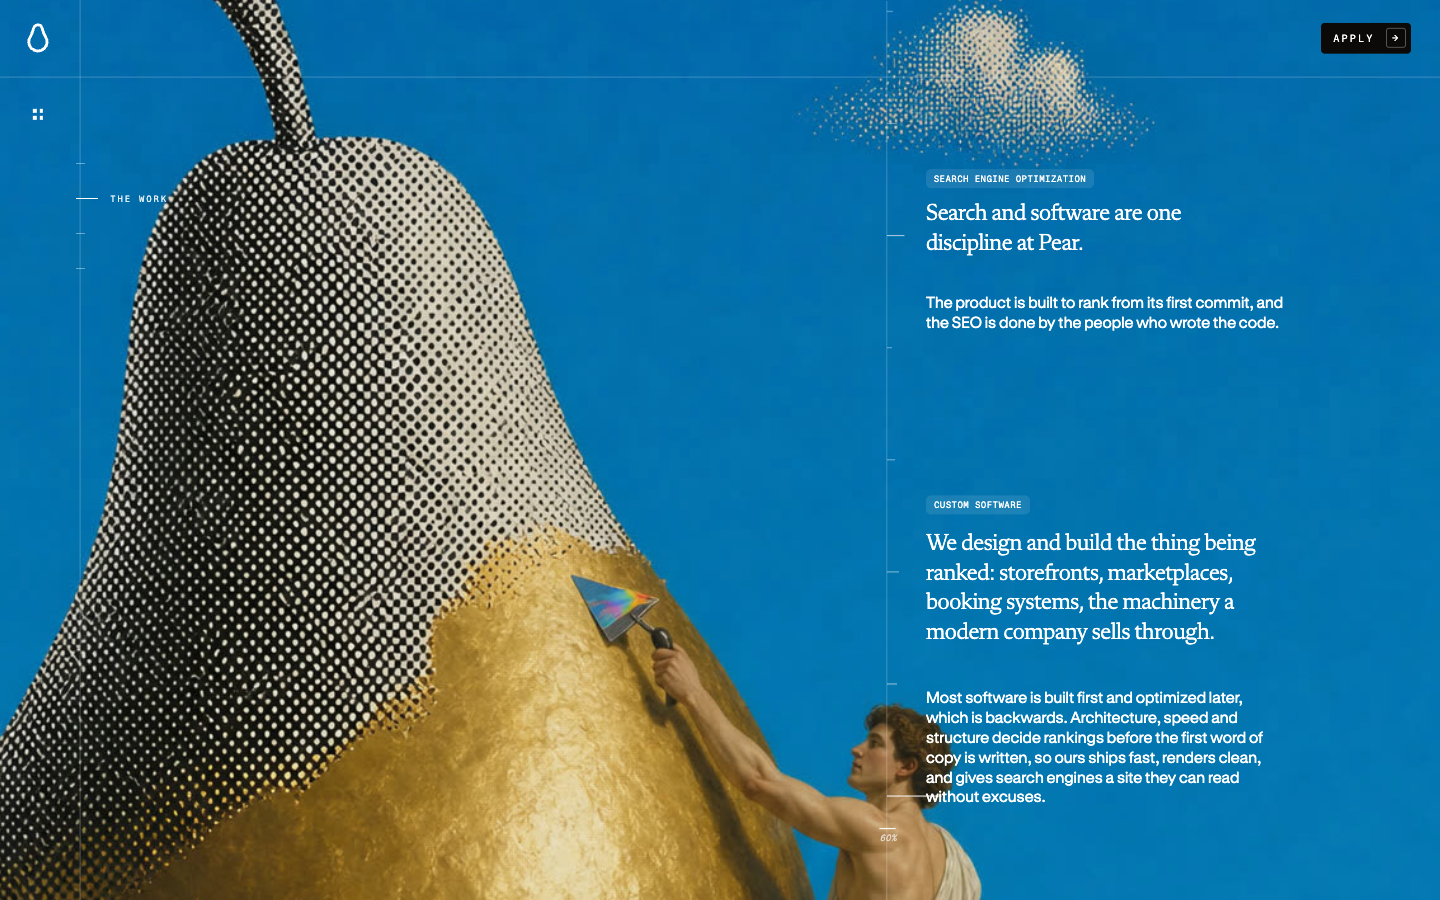 APPLY
THE WORK
SEARCH ENGINE OPTIMIZATION
Search and software are one
discipline at Pear.
The product is built to rank from its first commit, and
the SEO is done by the people who wrote the code.
CUSTOM SOFTWARE
We design and build the thing being
ranked: storefronts, marketplaces,
booking systems, the machinery a
modern company sells through.
Most software is built first and optimized later,
which is backwards. Architecture, speed and
structure decide rankings before the first word of
copy is written, so ours ships fast, renders clean,
and gives search engines a site they can read
without excuses.
60%